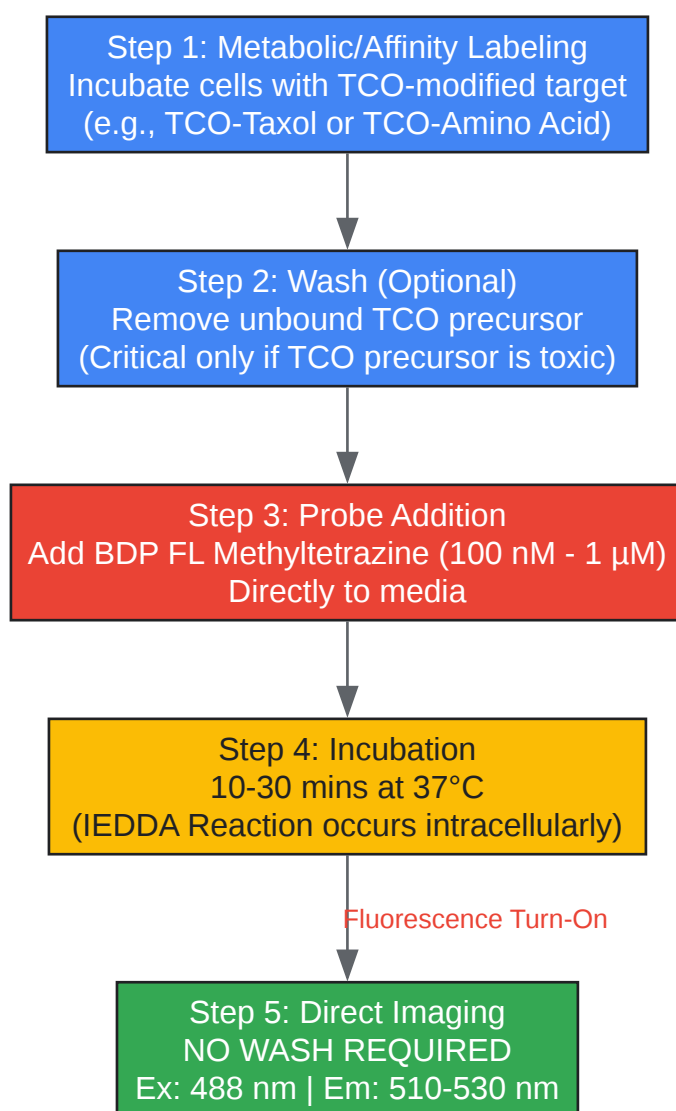 Step 1: Metabolic/Affinity Labeling
Incubate cells with TCO-modified target
(e.g., TCO-Taxol or TCO-Amino Acid)
Step 2: Wash (Optional)
Remove unbound TCO precursor
(Critical only if TCO precursor is toxic)
Step 3: Probe Addition
Add BDP FL Methyltetrazine (100 nM - 1 µM)
Directly to media
Step 4: Incubation
10-30 mins at 37°C
(IEDDA Reaction occurs intracellularly)
Fluorescence Turn-On
Step 5: Direct Imaging
NO WASH REQUIRED
Ex: 488 nm | Em: 510-530 nm